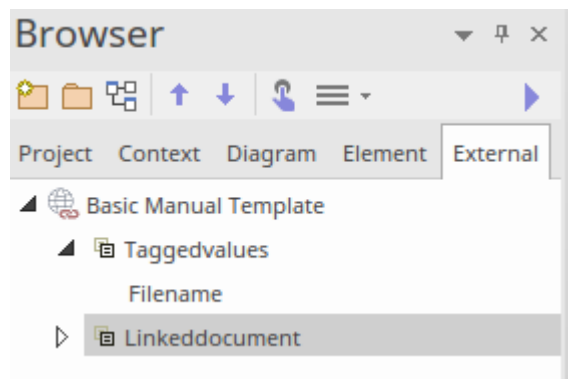 Browser
Project Context Diagram Element External
Basic Manual Template
Taggedvalues
Filename
Linkeddocument